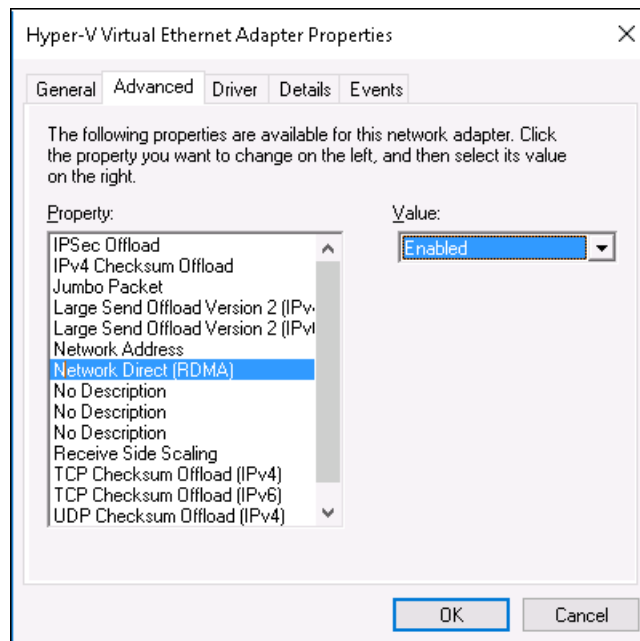 Hyper-V Virtual Ethernet Adapter Properties
General Advanced Driver Details Events
The following properties are available for this network adapter. Click
the property you want to change on the left, and then select its value
on the right.
Property:
IPSec Offload
IPv4 Checksum Offload
Jumbo Packet
Large Send Offload Version 2 (IPv
Large Send Offload Version 2 (IPv
Network Address
Network Direct (RDMA)
No Description
No Description
No Description
Receive Side Scaling
TCP Checksum Offload (IPv4)
TCP Checksum Offload (IPv6)
UDP Checksum Offload (IPv4)
Value:
Enabled
OK Cancel